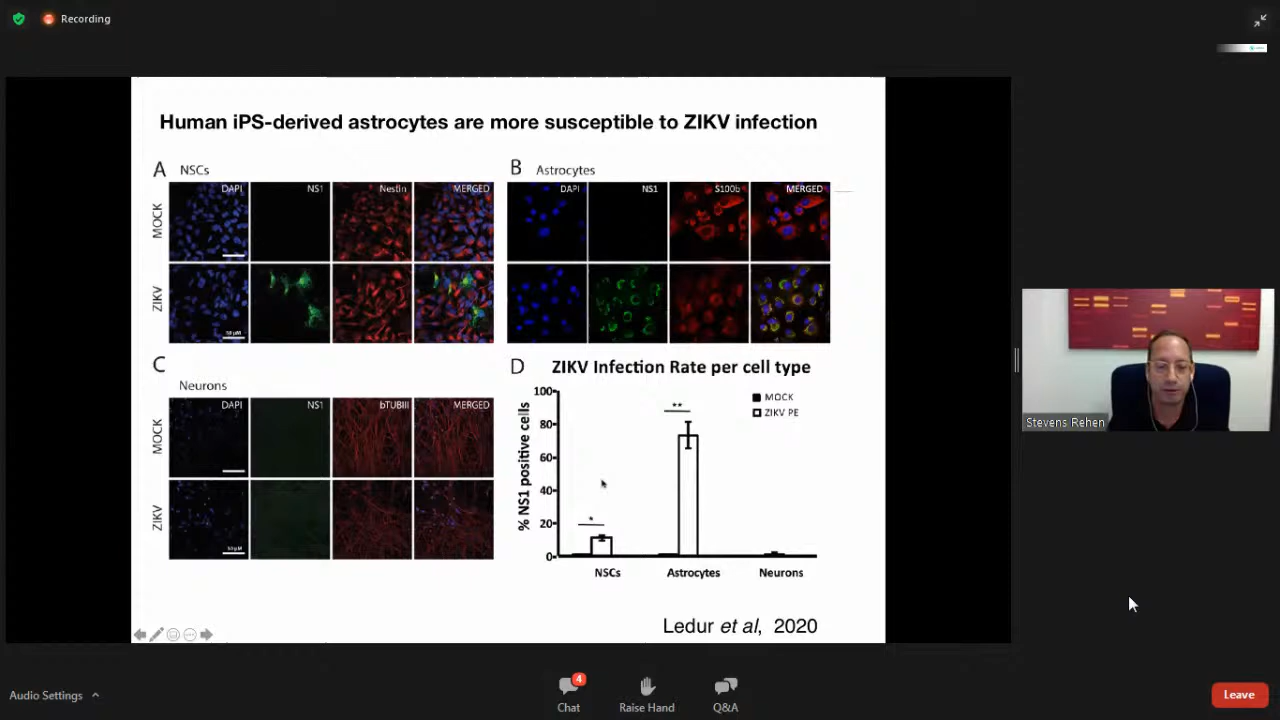 Recording
Human iPS-derived astrocytes are more susceptible to ZIKV infection
A NSCs
DAPI NS1 Nestin MERGED
MOCK
ZIKV
B Astrocytes
DAPI NS1 S100b MERGED
C
Neurons
DAPI NS1 bTUBIII MERGED
MOCK
ZIKV
D ZIKV Infection Rate per cell type
% NS1 positive cells
100
80
60
40
20
0
MOCK
ZIKV PE
*
**
NSCs Astrocytes Neurons
Ledur et al, 2020
Stevens Rehen
Audio Settings
4
Chat
Raise Hand
Q&A
Leave